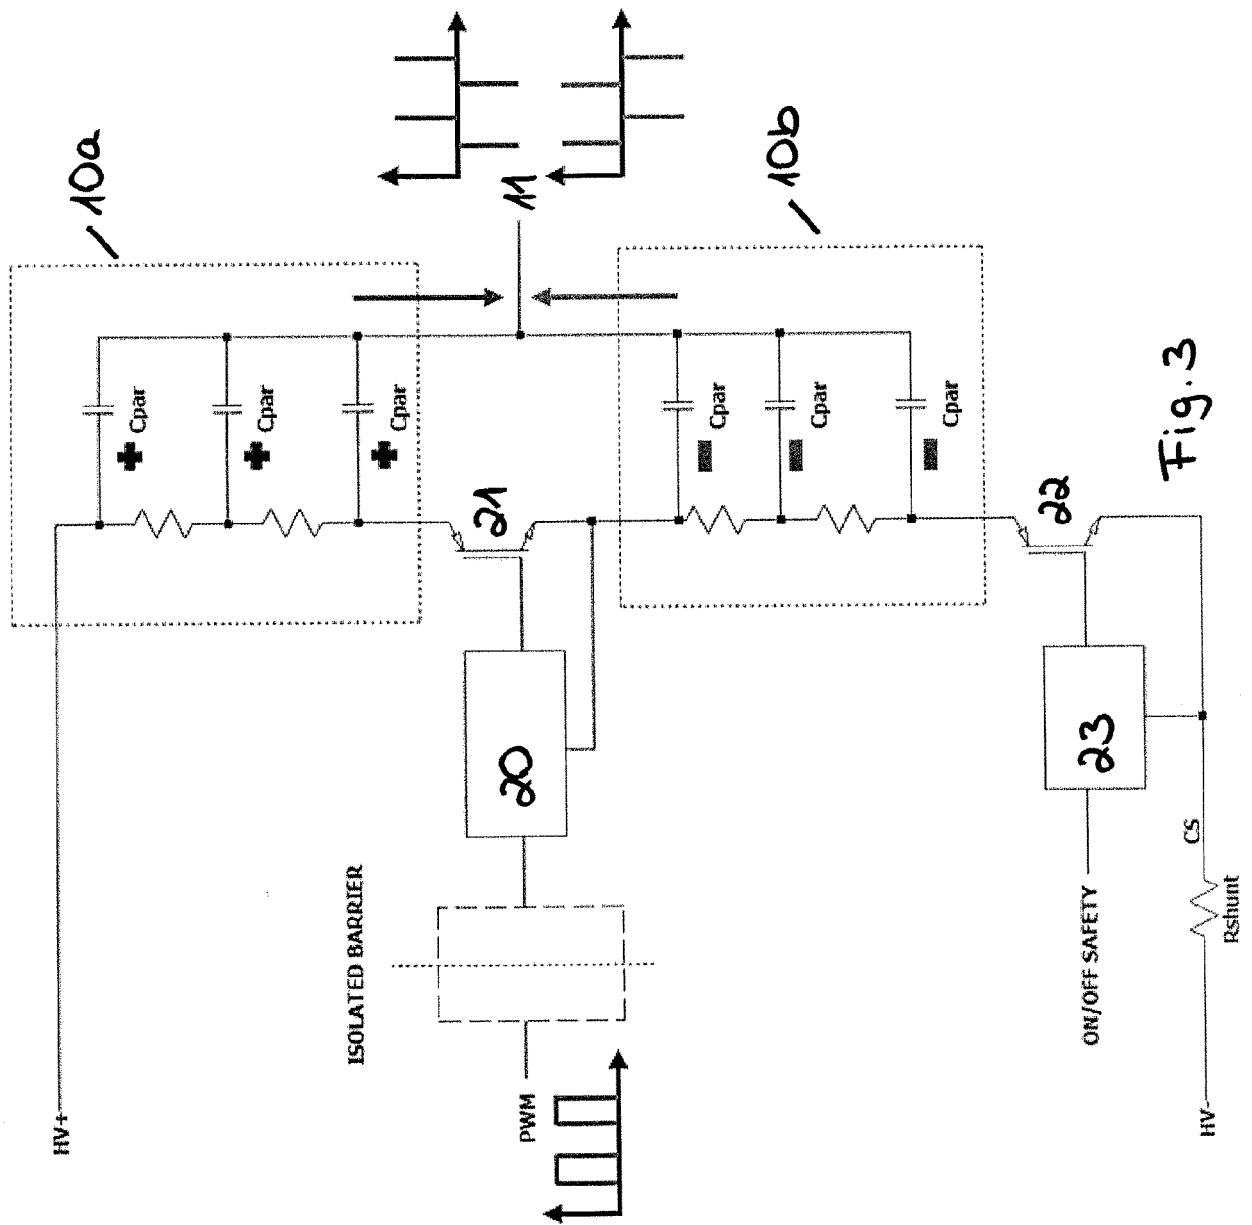 10a
HV+
Cpar
Cpar
Cpar
11
21
20
ISOLATED BARRIER
PWM
10b
Cpar
Cpar
Cpar
22
23
ON/OFF SAFETY
CS
Rshunt
HV-
Fig.3